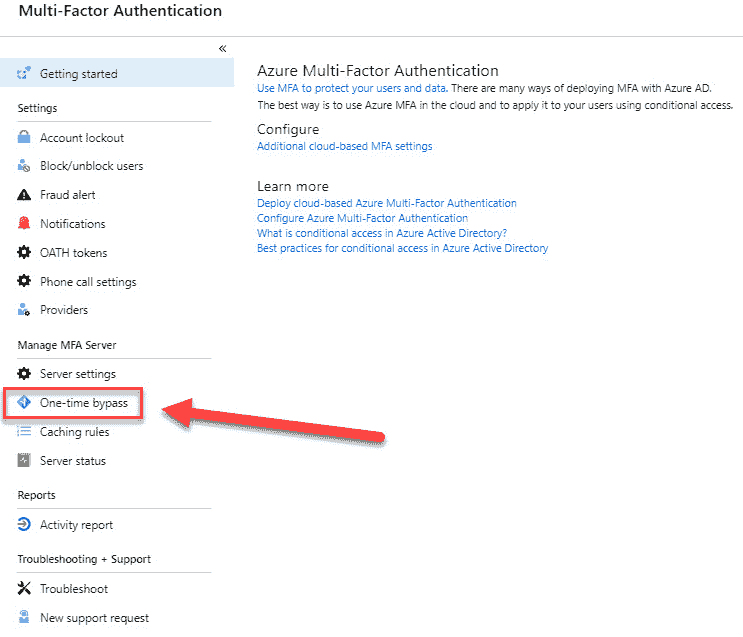 Multi-Factor Authentication
«
Getting started
Settings
Account lockout
Block/unblock users
Fraud alert
Notifications
OATH tokens
Phone call settings
Providers
Manage MFA Server
Server settings
One-time bypass
Caching rules
Server status
Reports
Activity report
Troubleshooting + Support
Troubleshoot
New support request
Azure Multi-Factor Authentication
Use MFA to protect your users and data. There are many ways of deploying MFA with Azure AD.
The best way is to use Azure MFA in the cloud and to apply it to your users using conditional access.
Configure
Additional cloud-based MFA settings
Learn more
Deploy cloud-based Azure Multi-Factor Authentication
Configure Azure Multi-Factor Authentication
What is conditional access in Azure Active Directory?
Best practices for conditional access in Azure Active Directory